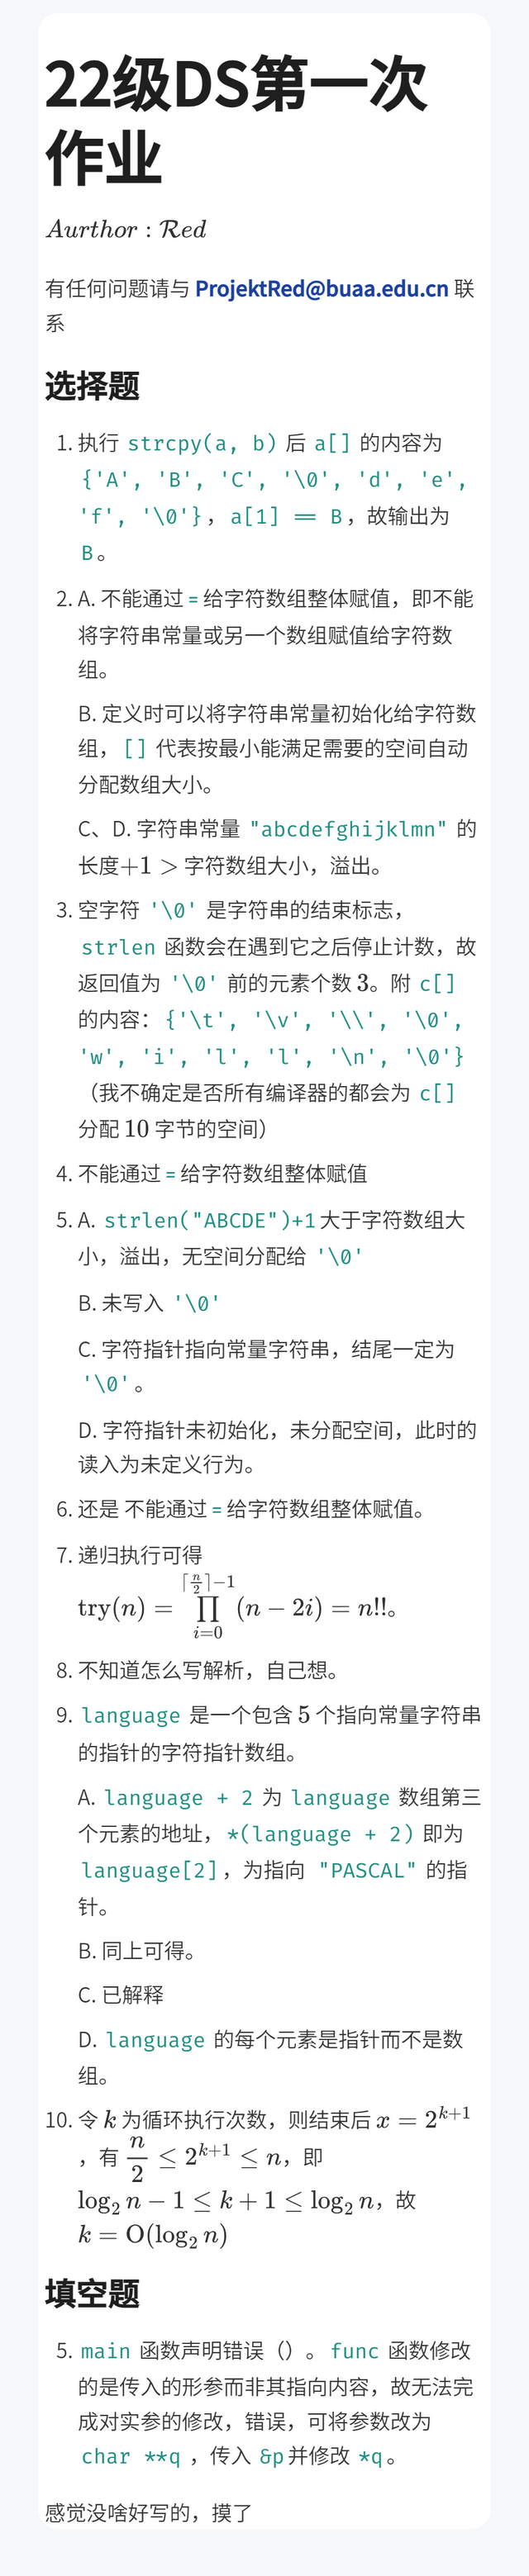 22级DS第一次
作业
Aurthor : Red
有任何问题请与 ProjektRed@buaa.edu.cn 联
系
选择题
1. 执行 strcpy(a, b) 后 a[] 的内容为
{'A', 'B', 'C', '\0', 'd', 'e',
'f', '\0'}，a[1] == B，故输出为
B。
2. A. 不能通过 = 给字符数组整体赋值，即不能
将字符串常量或另一个数组赋值给字符数
组。
B. 定义时可以将字符串常量初始化给字符数
组，[] 代表按最小能满足需要的空间自动
分配数组大小。
C、D. 字符串常量 "abcdefghijklmn" 的
长度+1 > 字符数组大小，溢出。
3. 空字符 '\0' 是字符串的结束标志，
strlen 函数会在遇到它之后停止计数，故
返回值为 '\0' 前的元素个数 3。附 c[]
的内容：{'\t', '\v', '\\', '\0',
'w', 'i', 'l', 'l', '\n', '\0'}
（我不确定是否所有编译器的都会为 c[]
分配 10 字节的空间）
4. 不能通过 = 给字符数组整体赋值
5. A. strlen("ABCDE")+1 大于字符数组大
小，溢出，无空间分配给 '\0'
B. 未写入 '\0'
C. 字符指针指向常量字符串，结尾一定为
'\0'。
D. 字符指针未初始化，未分配空间，此时的
读入为未定义行为。
6. 还是 不能通过 = 给字符数组整体赋值。
7. 递归执行可得
try(n) = ∏_{i=0}^{⌈n/2⌉−1} (n − 2i) = n!!。
8. 不知道怎么写解析，自己想。
9. language 是一个包含 5 个指向常量字符串
的指针的字符指针数组。
A. language + 2 为 language 数组第三
个元素的地址，*(language + 2) 即为
language[2]，为指向 "PASCAL" 的指
针。
B. 同上可得。
C. 已解释
D. language 的每个元素是指针而不是数
组。
10. 令 k 为循环执行次数，则结束后 x = 2^{k+1}
，有 n/2 ≤ 2^{k+1} ≤ n，即
log₂ n − 1 ≤ k + 1 ≤ log₂ n，故
k = O(log₂ n)
填空题
5. main 函数声明错误（）。func 函数修改
的是传入的形参而非其指向内容，故无法完
成对实参的修改，错误，可将参数改为
char **q，传入 &p 并修改 *q。
感觉没啥好写的，摸了